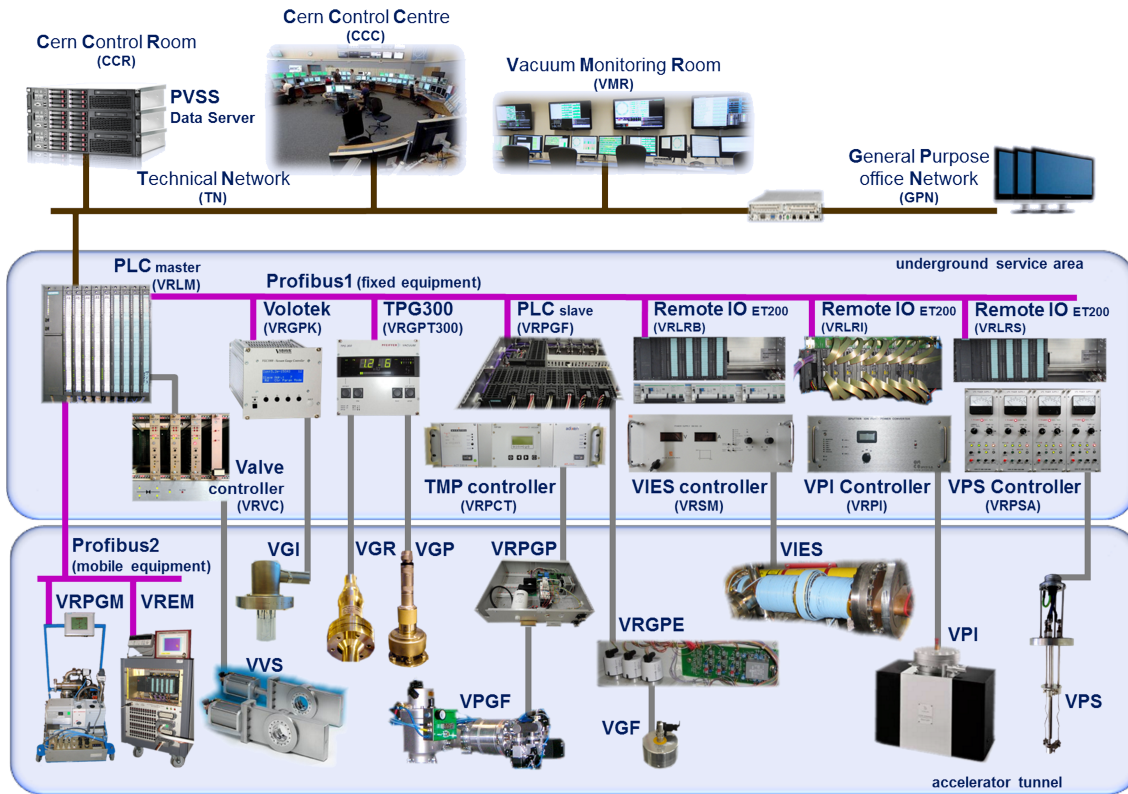 Cern Control Room
(CCR)
PVSS
Data Server
Cern Control Centre
(CCC)
Vacuum Monitoring Room
(VMR)
General Purpose
office Network
(GPN)
Technical Network
(TN)
underground service area
PLC master
(VRLM)
Profibus1 (fixed equipment)
Volotek
(VRGPK)
TPG300
(VRGPT300)
PLC slave
(VRPGF)
Remote IO ET200
(VRLRB)
Remote IO ET200
(VRLRI)
Remote IO ET200
(VRLRS)
Valve
controller
(VRVC)
TMP controller
(VRPCT)
VIES controller
(VRSM)
VPI Controller
(VRPI)
VPS Controller
(VRPSA)
Profibus2
(mobile equipment)
VRPGM
VREM
VGI
VGR
VGP
VRPGP
VIES
VVS
VPGF
VRGPE
VGF
VPI
VPS
accelerator tunnel